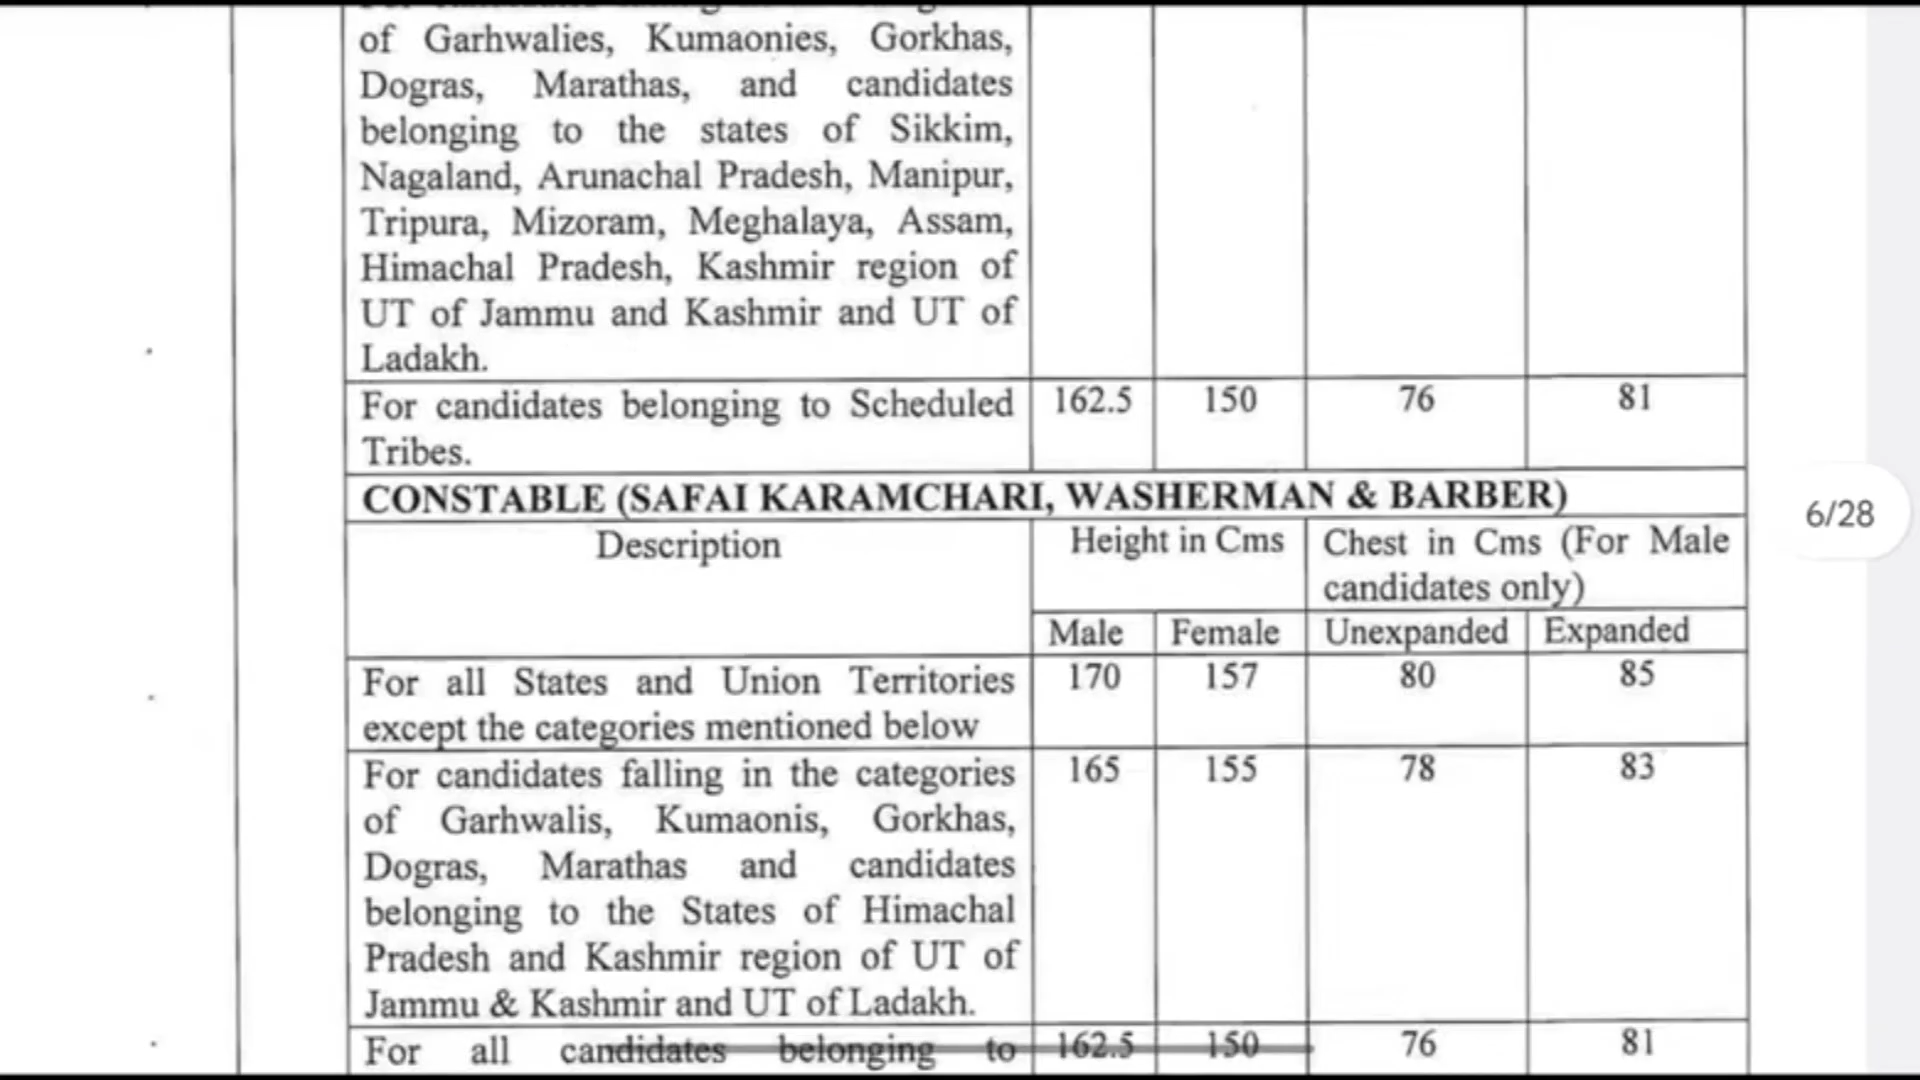 of Garhwalies, Kumaonies, Gorkhas,
Dogras, Marathas, and candidates
belonging to the states of Sikkim,
Nagaland, Arunachal Pradesh, Manipur,
Tripura, Mizoram, Meghalaya, Assam,
Himachal Pradesh, Kashmir region of
UT of Jammu and Kashmir and UT of
Ladakh.
For candidates belonging to Scheduled 162.5 150 76 81
Tribes.
CONSTABLE (SAFAI KARAMCHARI, WASHERMAN & BARBER)
6/28
Description Height in Cms Chest in Cms (For Male
candidates only)
Male Female Unexpanded Expanded
For all States and Union Territories 170 157 80 85
except the categories mentioned below
For candidates falling in the categories 165 155 78 83
of Garhwalis, Kumaonis, Gorkhas,
Dogras, Marathas and candidates
belonging to the States of Himachal
Pradesh and Kashmir region of UT of
Jammu & Kashmir and UT of Ladakh.
For all candidates belonging to 162.5 150 76 81